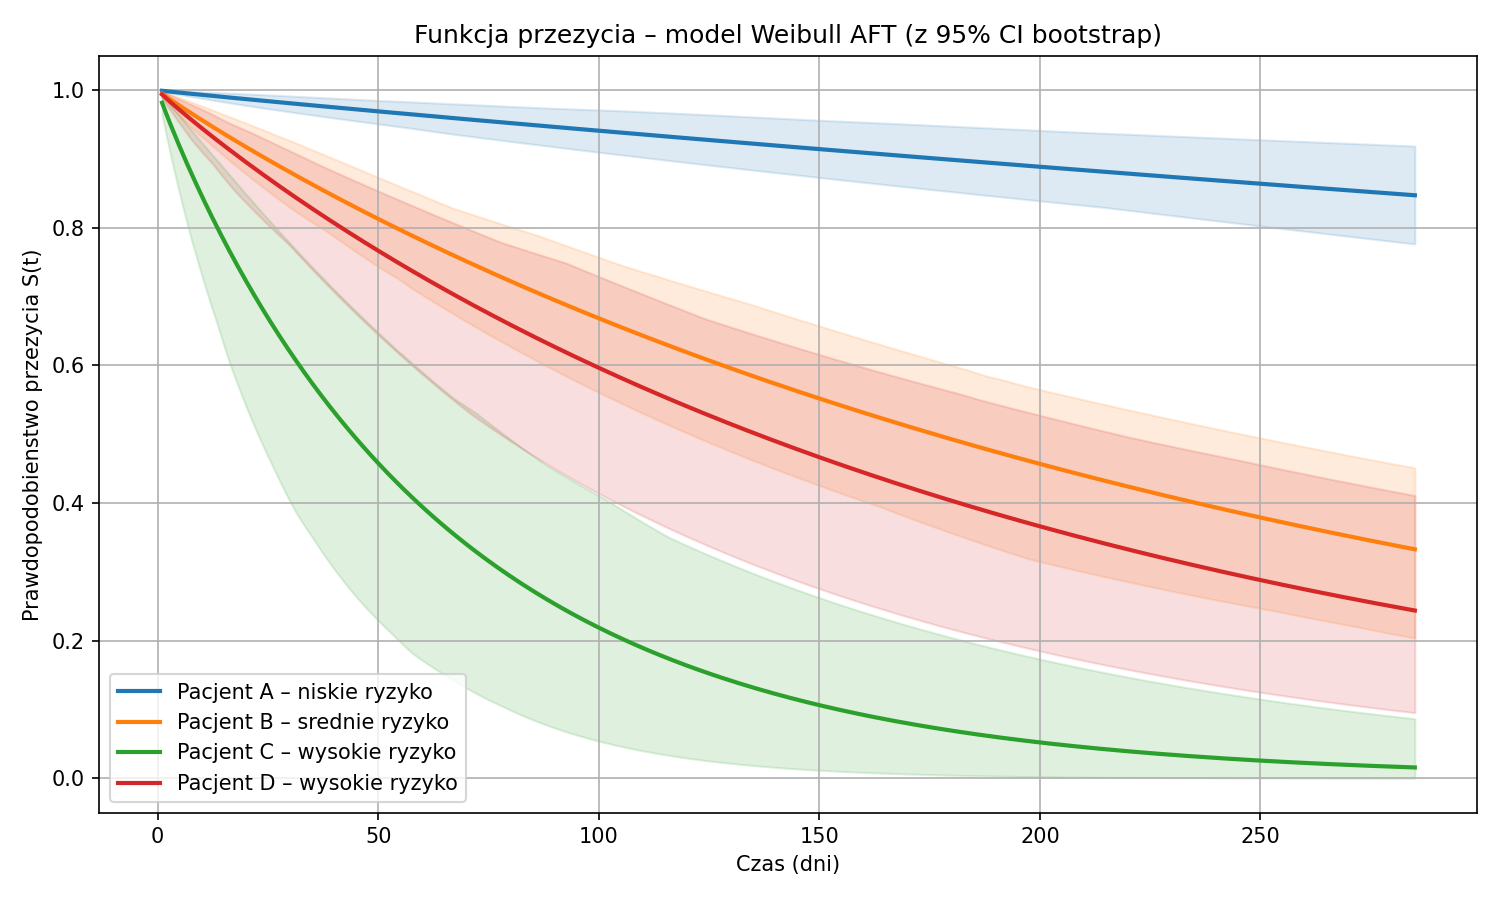 Funkcja przezycia – model Weibull AFT (z 95% CI bootstrap)
Prawdopodobienstwo przezycia S(t)
1.0
0.8
0.6
0.4
0.2
0.0
Pacjent A – niskie ryzyko
Pacjent B – srednie ryzyko
Pacjent C – wysokie ryzyko
Pacjent D – wysokie ryzyko
0 50 100 150 200 250
Czas (dni)